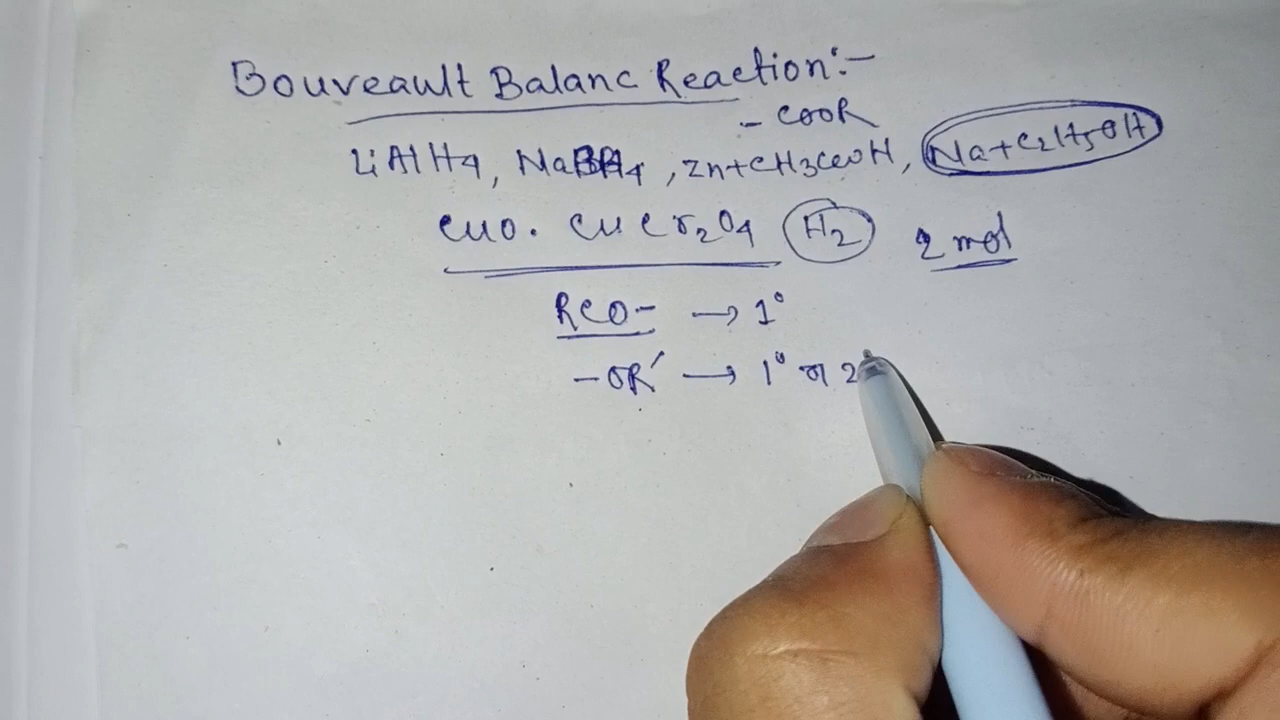 Bouveault Balanc Reaction:-
- COOR
LiAlH4, NaBH4, Zn+CH3COOH, Na+C2H5OH
CuO. CuCr2O4 H2 2 mol
RCO- → 1°
-OR' → 1° वा 2